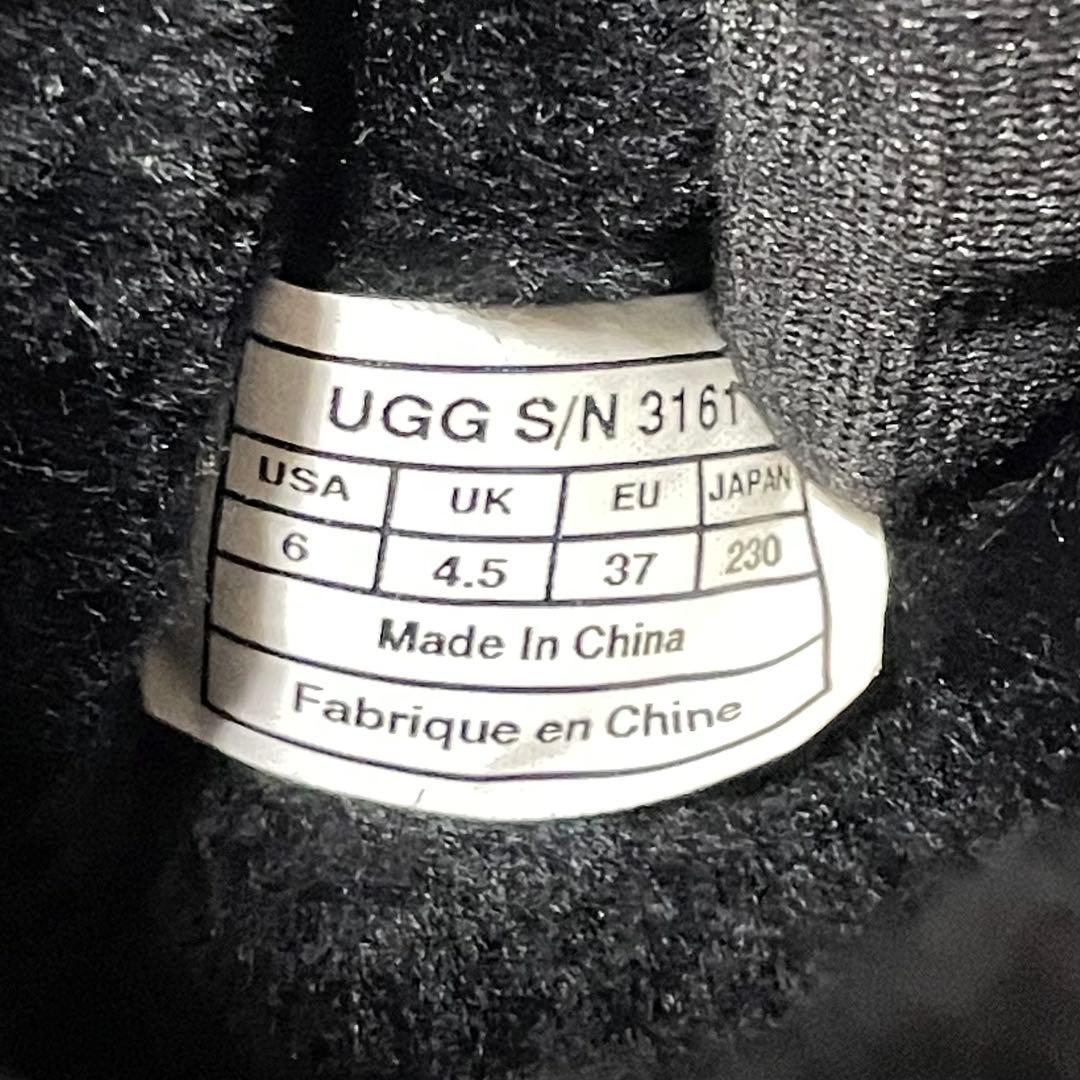 UGG S/N 3161
USA UK EU JAPAN
6 4.5 37 230
Made In China
Fabrique en Chine